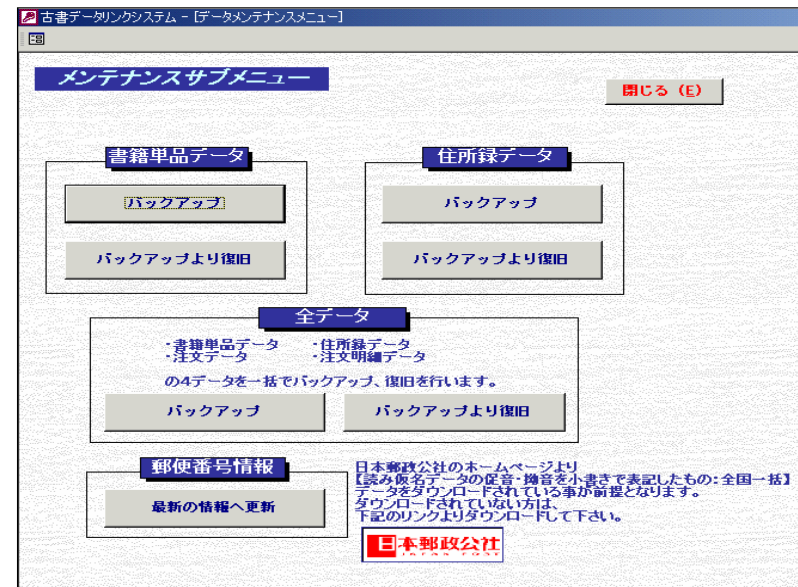 古書データリンクシステム - [データメンテナンスメニュー]
メンテナンスサブメニュー
閉じる (E)
書籍単品データ
バックアップ
バックアップより復旧
住所録データ
バックアップ
バックアップより復旧
全データ
・書籍単品データ ・住所録データ
・注文データ ・注文明細データ
の4データを一括でバックアップ、復旧を行います。
バックアップ
バックアップより復旧
郵便番号情報
最新の情報へ更新
日本郵政公社のホームページより
【読み仮名データの促音・拗音を小書きで表記したもの:全国一括】
データをダウンロードされている事が前提となります。
ダウンロードされていない方は、
下記のリンクよりダウンロードして下さい。
日本郵政公社